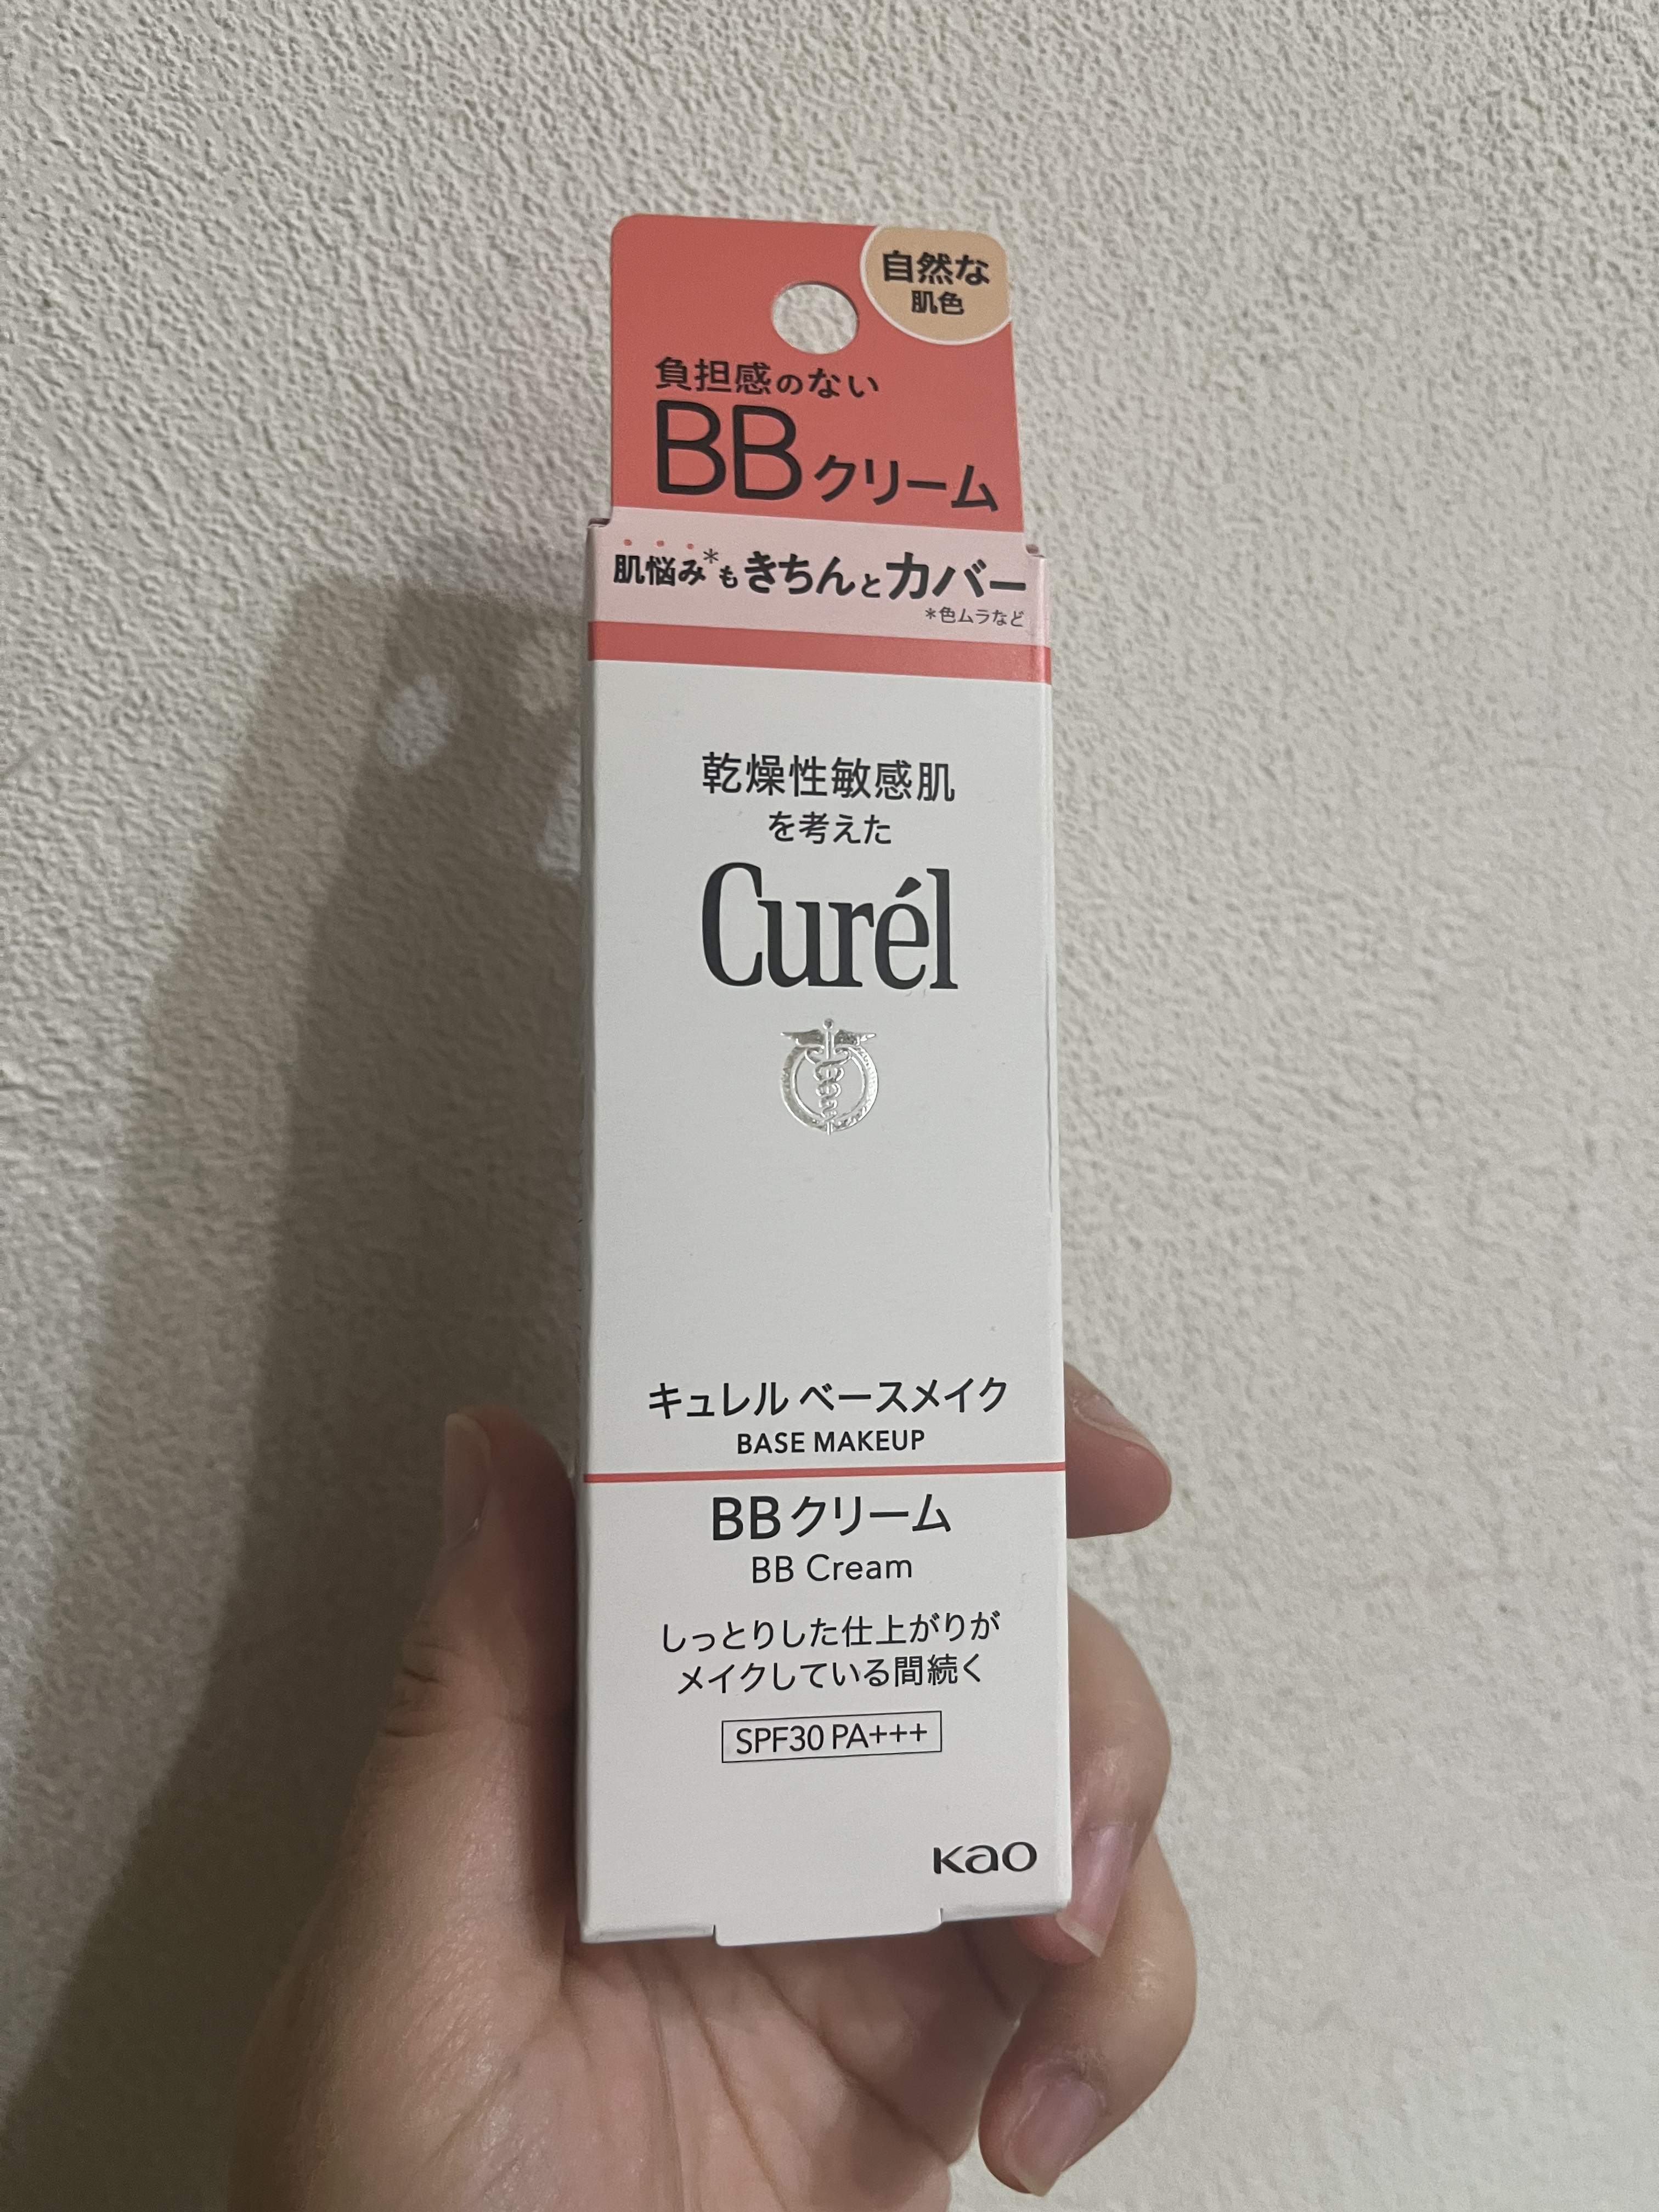 自然な
肌色
負担感のない
BBクリーム
肌悩み*もきちんとカバー
*色ムラなど
乾燥性敏感肌
を考えた
Curél
キュレル ベースメイク
BASE MAKEUP
BBクリーム
BB Cream
しっとりした仕上がりが
メイクしている間続く
SPF30 PA+++
Kao